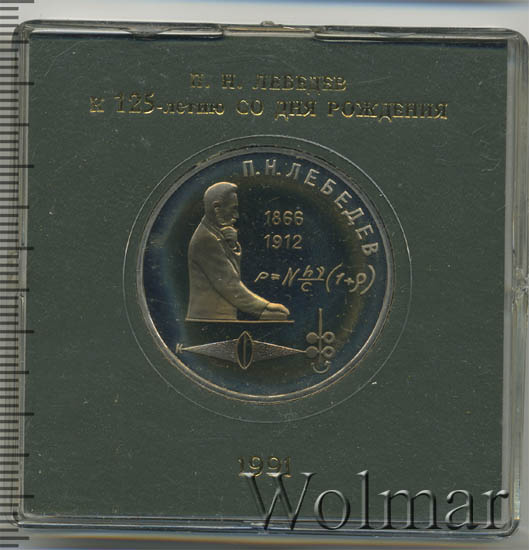 П. Н. ЛЕБЕДЕВ
К 125-летию СО ДНЯ РОЖДЕНИЯ
П.Н.ЛЕБЕДЕВ
1866
1912
P=N hν/c (1+ρ)
1991
Wolmar